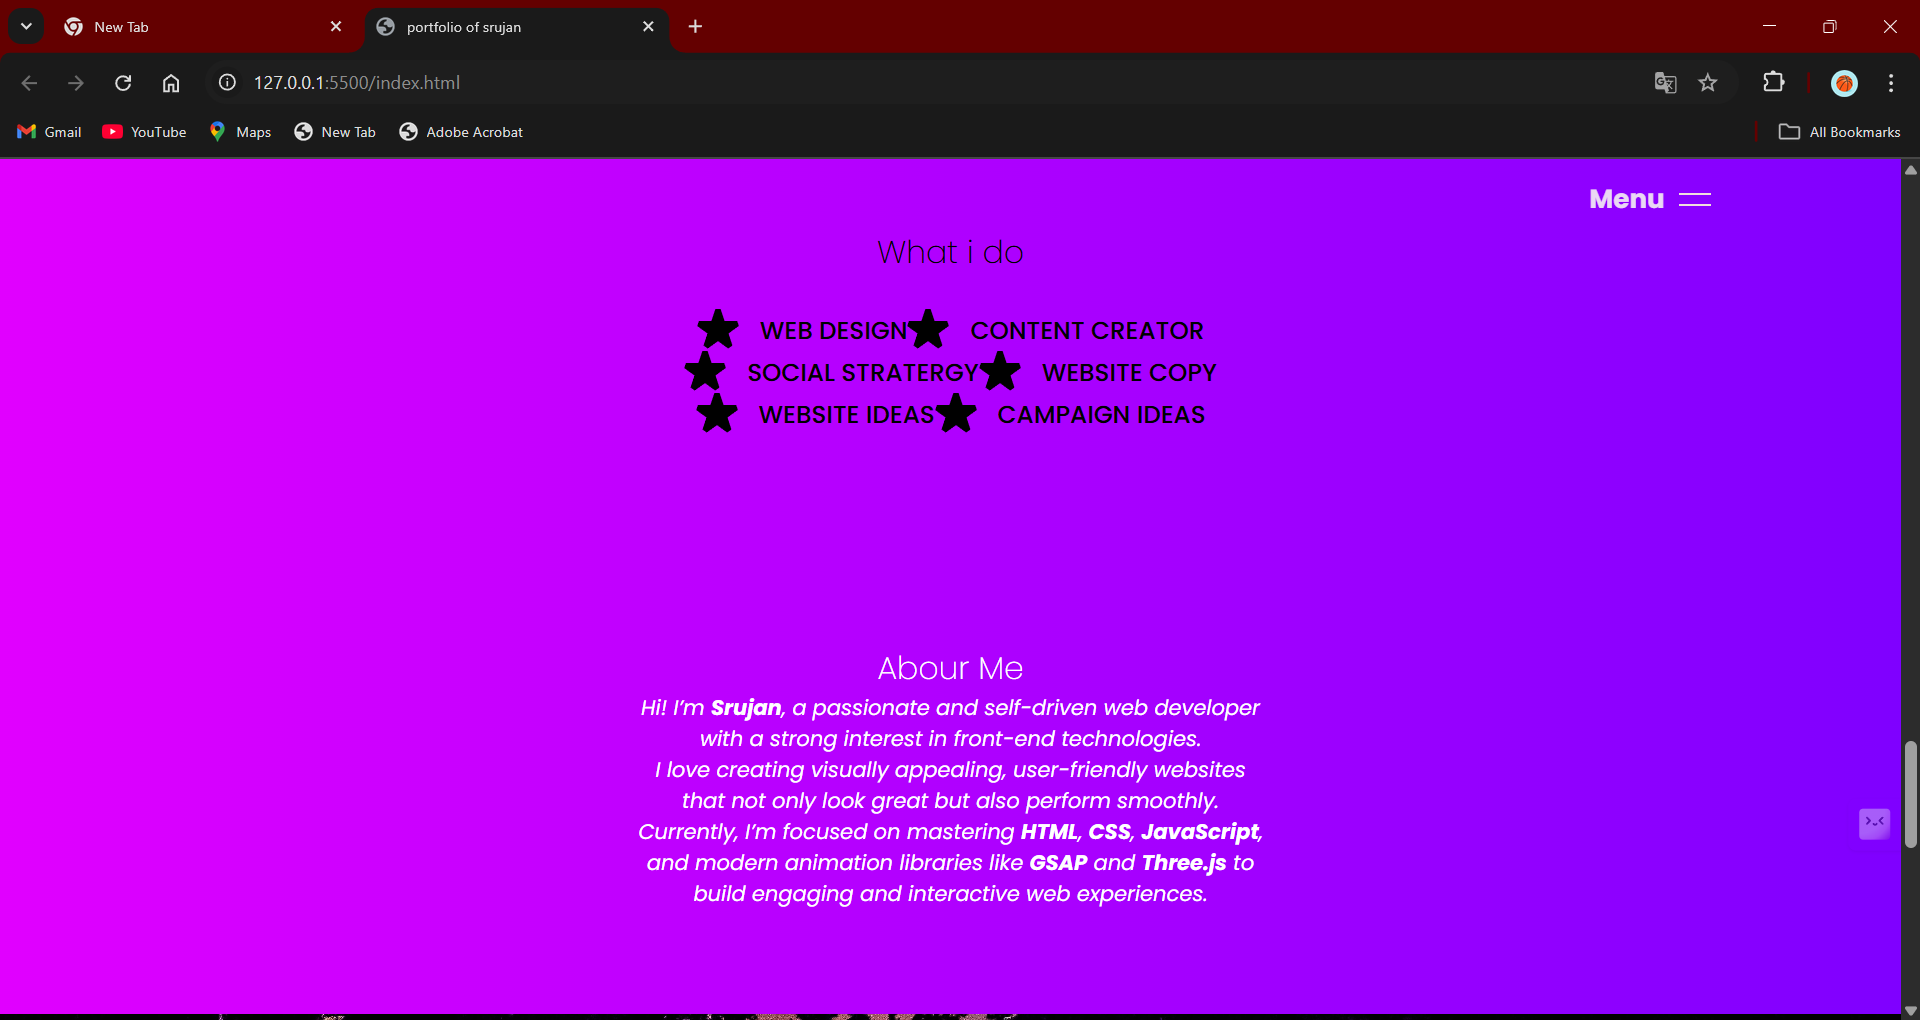 New Tab
portfolio of srujan
127.0.0.1:5500/index.html
Gmail YouTube Maps New Tab Adobe Acrobat All Bookmarks
Menu
What i do
WEB DESIGN CONTENT CREATOR
SOCIAL STRATERGY WEBSITE COPY
WEBSITE IDEAS CAMPAIGN IDEAS
Abour Me
Hi! I’m Srujan, a passionate and self-driven web developer
with a strong interest in front-end technologies.
I love creating visually appealing, user-friendly websites
that not only look great but also perform smoothly.
Currently, I’m focused on mastering HTML, CSS, JavaScript,
and modern animation libraries like GSAP and Three.js to
build engaging and interactive web experiences.